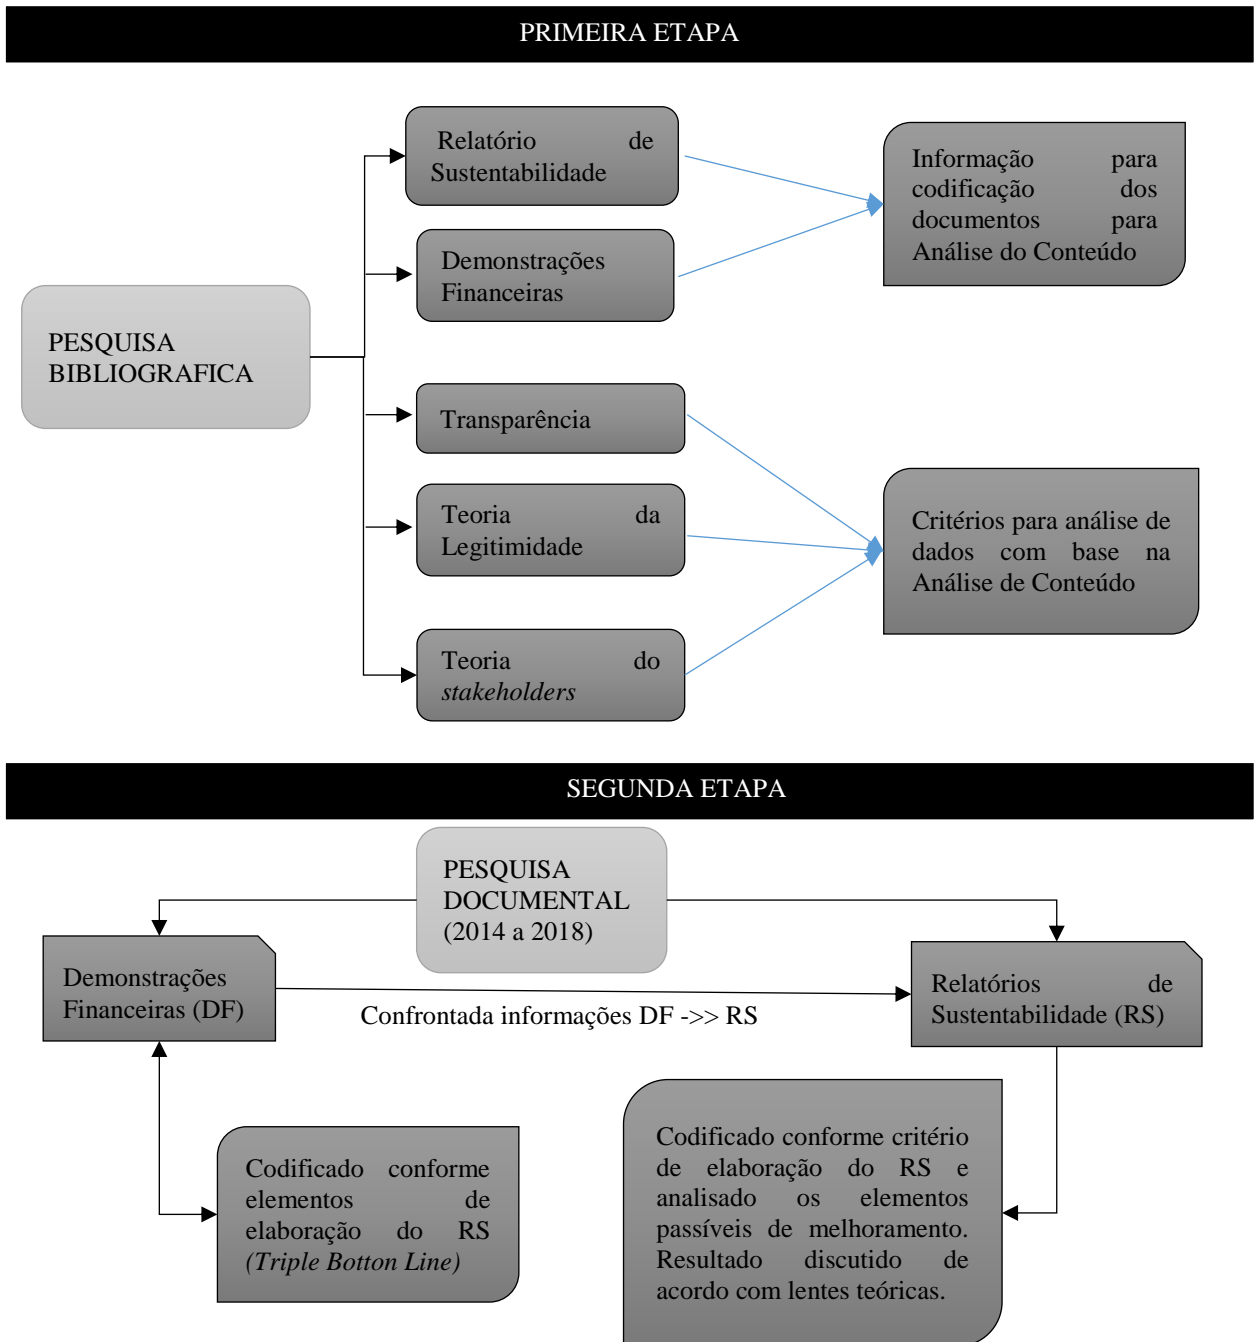 PRIMEIRA ETAPA
PESQUISA
BIBLIOGRAFICA
Relatório de
Sustentabilidade
Demonstrações
Financeiras
Transparência
Teoria da
Legitimidade
Teoria do
stakeholders
Informação para
codificação dos
documentos para
Análise do Conteúdo
Critérios para análise de
dados com base na
Análise de Conteúdo
SEGUNDA ETAPA
PESQUISA
DOCUMENTAL
(2014 a 2018)
Demonstrações
Financeiras (DF)
Confrontada informações DF ->> RS
Relatórios de
Sustentabilidade (RS)
Codificado conforme
elementos de
elaboração do RS
(Triple Botton Line)
Codificado conforme critério
de elaboração do RS e
analisado os elementos
passíveis de melhoramento.
Resultado discutido de
acordo com lentes teóricas.